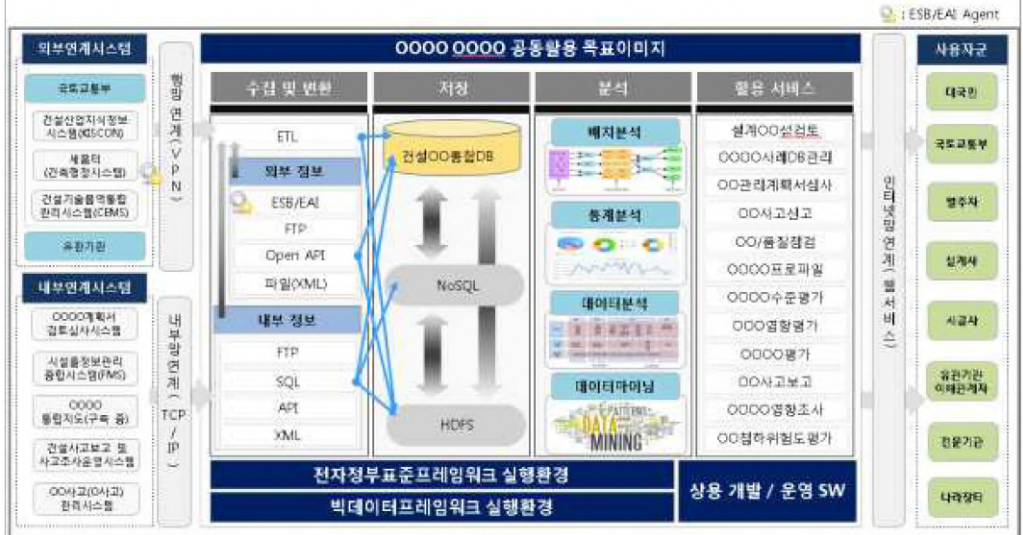 : ESB/EAI Agent
외부연계시스템
국토교통부
건설산업지식정보
시스템(KISCON)
세움터
(건축행정시스템)
건설기술용역통합
관리시스템(CEMS)
유관기관
내부연계시스템
OOOO계획서
검토심사시스템
시설물정보관리
종합시스템(FMS)
OOOO
통합지도(구축 중)
건설사고보고 및
사고조사운영시스템
OO사고(O사고)
관리시스템
행망 연계(VPN)
내부망연계(TCP/IP)
OOOO OOOO 공동활용 목표이미지
수집 및 변환
ETL
외부 정보
ESB/EAI
FTP
Open API
파일(XML)
내부 정보
FTP
SQL
API
XML
저장
건설OO통합DB
NoSQL
HDFS
분석
배치분석
통계분석
데이터분석
데이터마이닝
PATTERNS
DATA
MINING
활용 서비스
설계OO성검토
OOOO사례DB관리
OO관리계획서심사
OO사고신고
OO/품질점검
OOOO프로파일
OOOO수준평가
OOO영향평가
OOOO평가
OO사고보고
OOOO영향조사
OO침하위험도평가
전자정부표준프레임워크 실행환경
빅데이터프레임워크 실행환경
상용 개발 / 운영 SW
인터넷망연계(웹서비스)
사용자군
대국민
국토교통부
발주자
설계사
시공사
유관기관
이해관계자
전문기관
나라장터